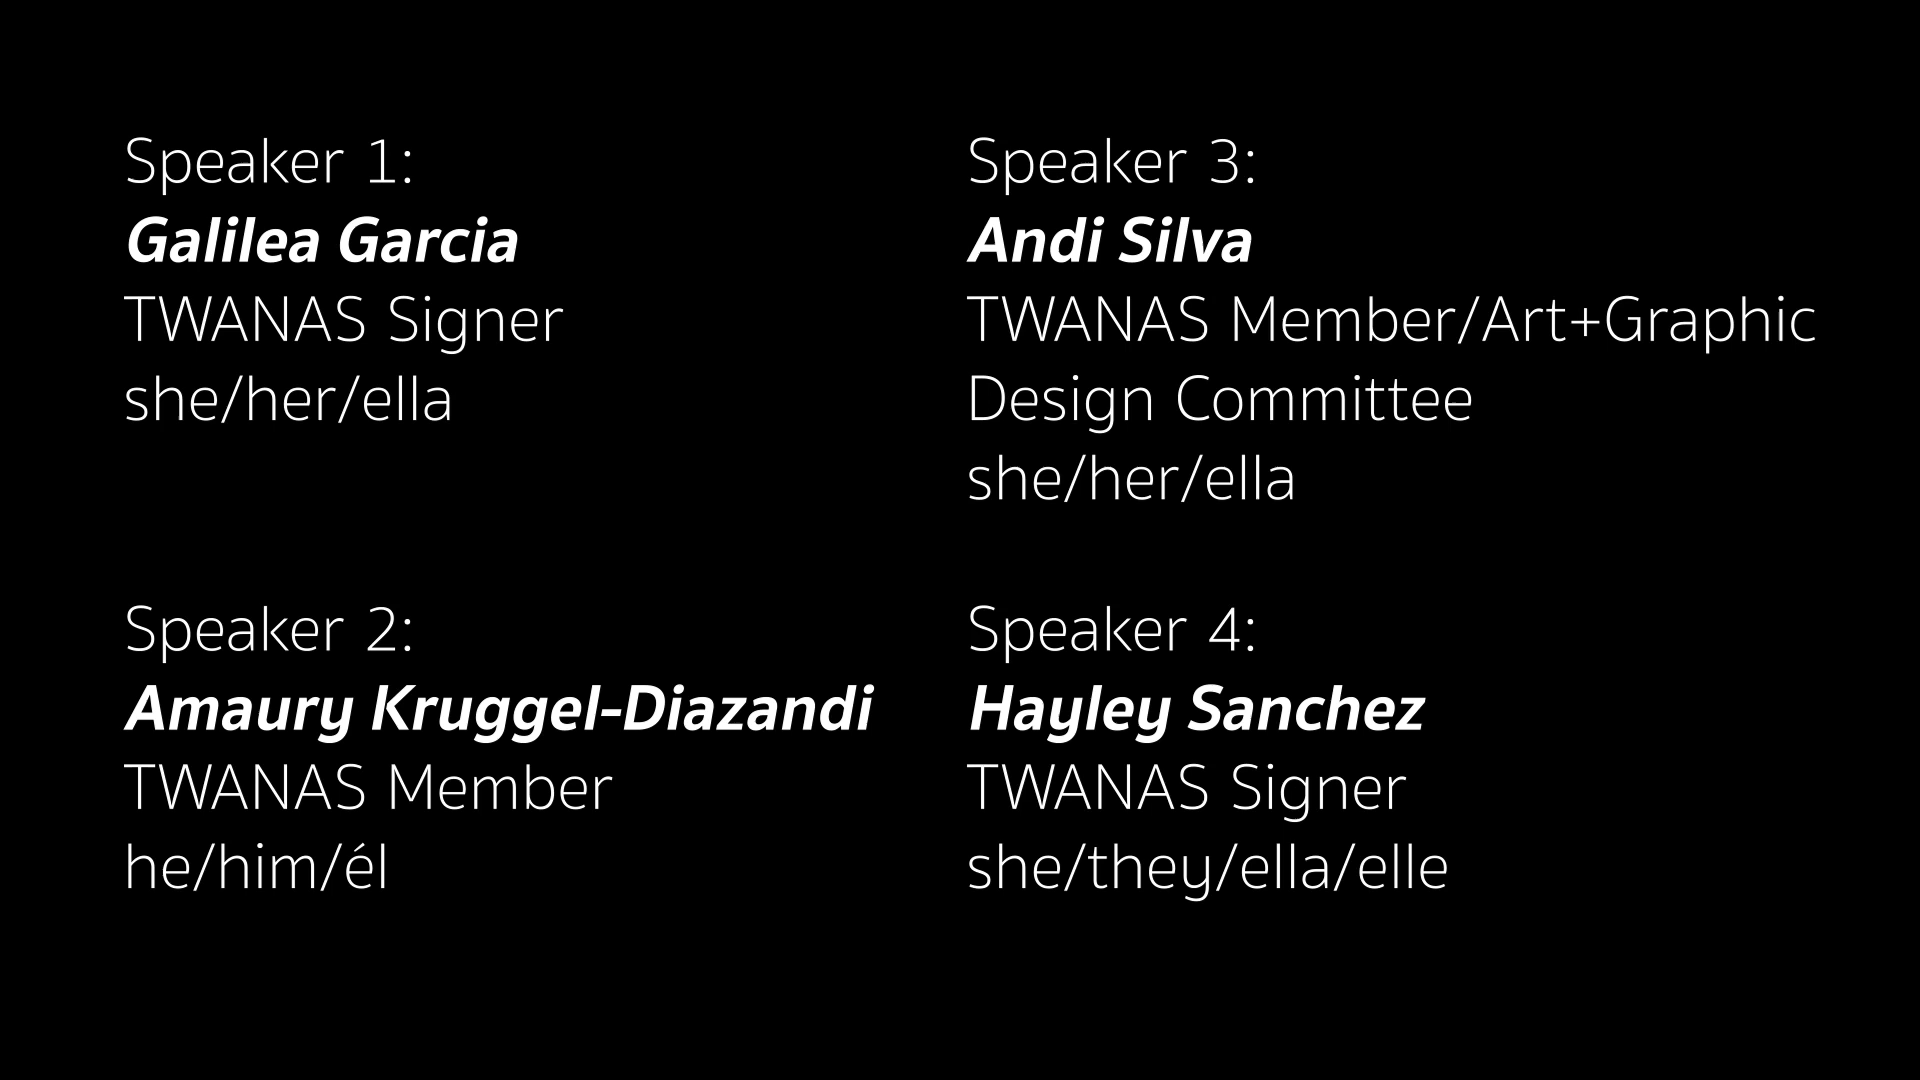 Speaker 1:
Galilea Garcia
TWANAS Signer
she/her/ella
Speaker 2:
Amaury Kruggel-Diazandi
TWANAS Member
he/him/él
Speaker 3:
Andi Silva
TWANAS Member/Art+Graphic
Design Committee
she/her/ella
Speaker 4:
Hayley Sanchez
TWANAS Signer
she/they/ella/elle